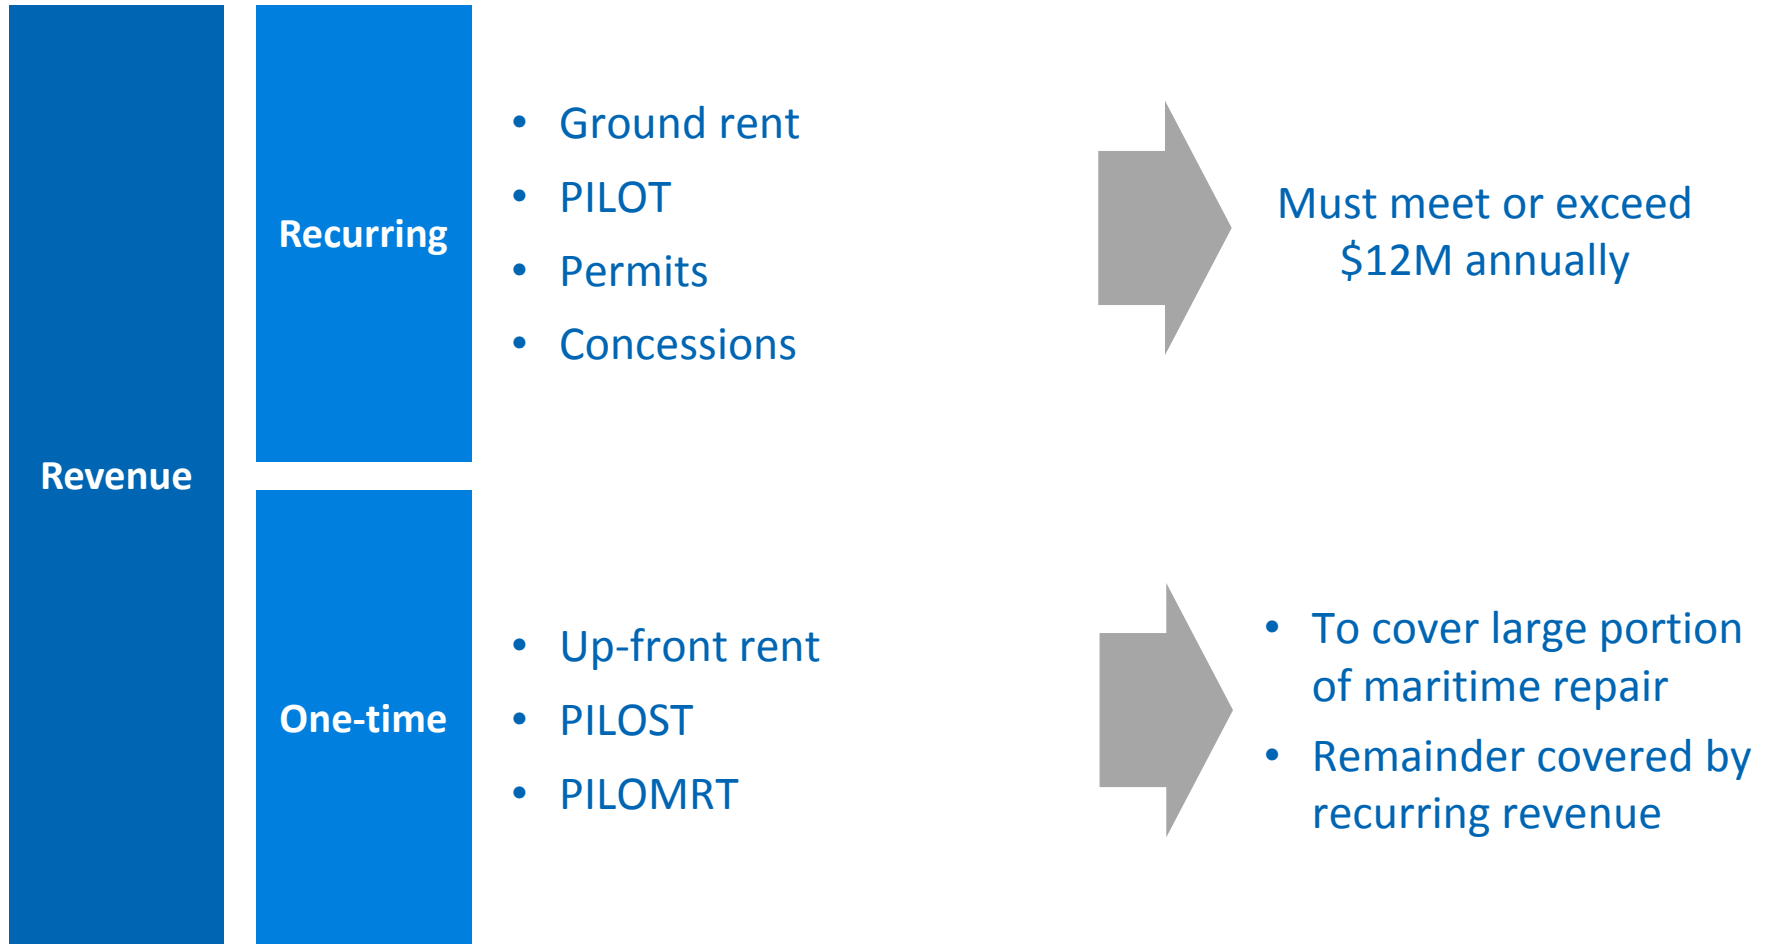 Revenue
Recurring
• Ground rent
• PILOT
• Permits
• Concessions
Must meet or exceed
$12M annually
One-time
• Up-front rent
• PILOST
• PILOMRT
• To cover large portion
of maritime repair
• Remainder covered by
recurring revenue